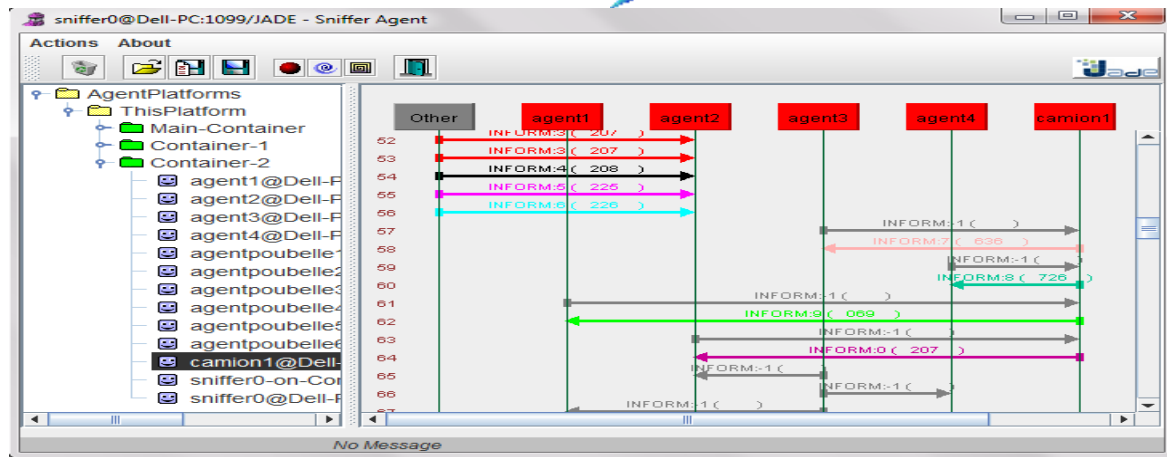 sniffer0@Dell-PC:1099/JADE - Sniffer Agent
Actions About
Jade
AgentPlatforms
ThisPlatform
Main-Container
Container-1
Container-2
agent1@Dell-P
agent2@Dell-P
agent3@Dell-P
agent4@Dell-P
agentpoubelle1
agentpoubelle2
agentpoubelle3
agentpoubelle4
agentpoubelle5
agentpoubelle6
camion1@Dell-
sniffer0-on-Cor
sniffer0@Dell-P
Other agent1 agent2 agent3 agent4 camion1
52 INFORM:3 ( 207 )
53 INFORM:3 ( 207 )
54 INFORM:4 ( 208 )
55 INFORM:5 ( 225 )
56 INFORM:6 ( 226 )
57 INFORM:-1 ( )
58 INFORM:7 ( 636 )
59 INFORM:-1 ( )
60 INFORM:8 ( 726 )
61 INFORM:-1 ( )
62 INFORM:9 ( 069 )
63 INFORM:-1 ( )
64 INFORM:0 ( 207 )
65 INFORM:-1 ( )
66 INFORM:-1 ( )
67 INFORM:-1 ( )
No Message